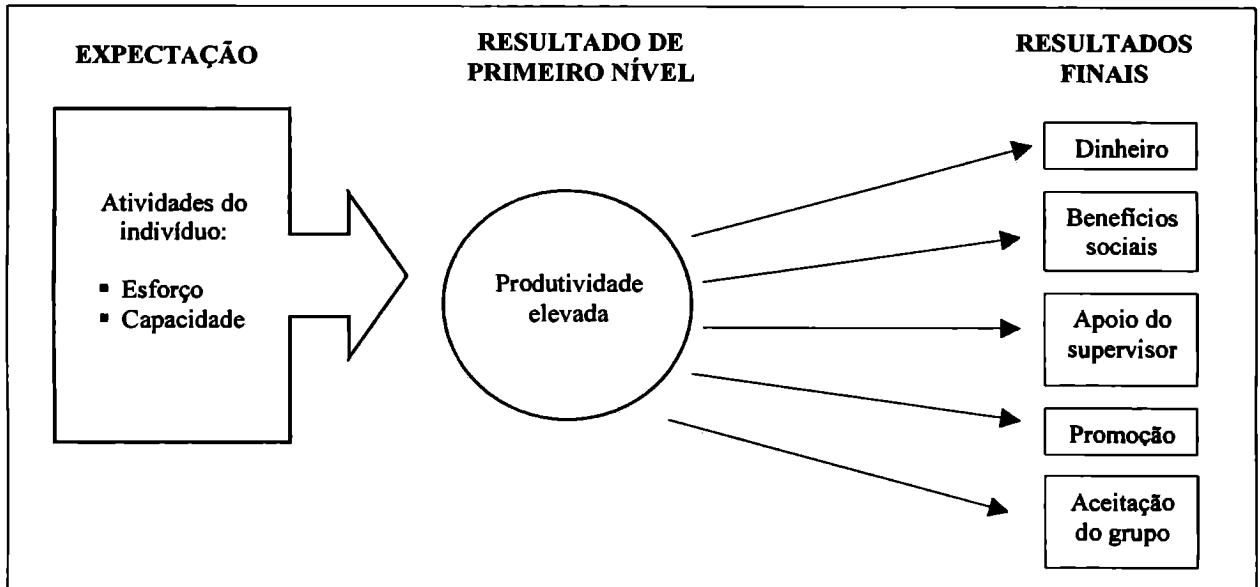 EXPECTAÇÃO
RESULTADO DE
PRIMEIRO NÍVEL
RESULTADOS
FINAIS
Atividades do
indivíduo:
▪ Esforço
▪ Capacidade
Produtividade
elevada
Dinheiro
Benefícios
sociais
Apoio do
supervisor
Promoção
Aceitação
do grupo